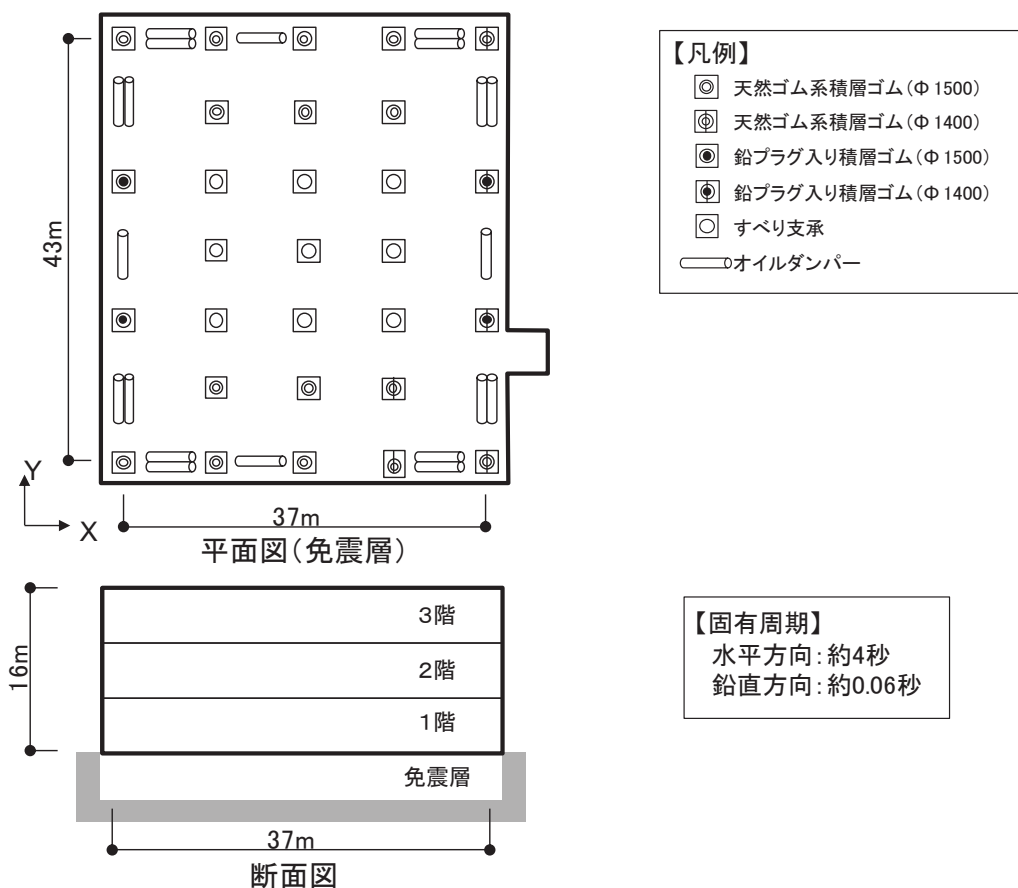 【凡例】
天然ゴム系積層ゴム(Φ1500)
天然ゴム系積層ゴム(Φ1400)
鉛プラグ入り積層ゴム(Φ1500)
鉛プラグ入り積層ゴム(Φ1400)
すべり支承
オイルダンパー
43m
Y
X
37m
平面図(免震層)
16m
3階
2階
1階
免震層
37m
断面図
【固有周期】
水平方向:約4秒
鉛直方向:約0.06秒